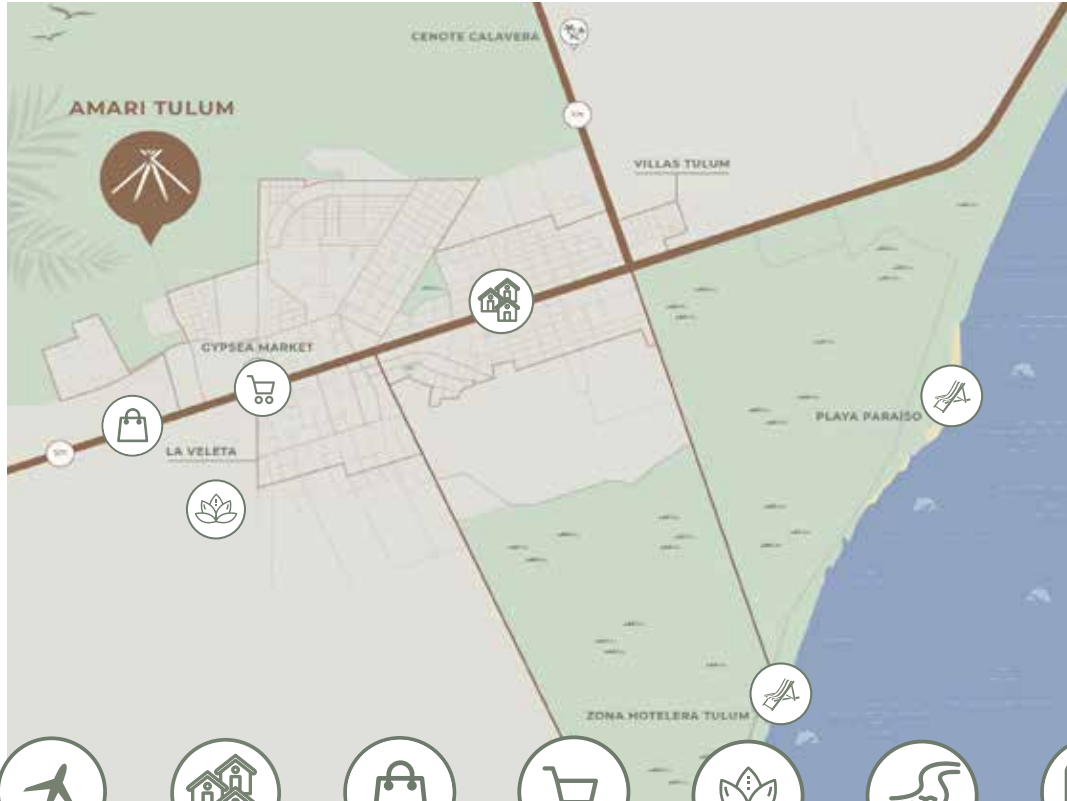 CENOTE CALAVERA
AMARI TULUM
VILLAS TULUM
GYPSEA MARKET
PLAYA PARAÍSO
LA VELETA
ZONA HOTELERA TULUM